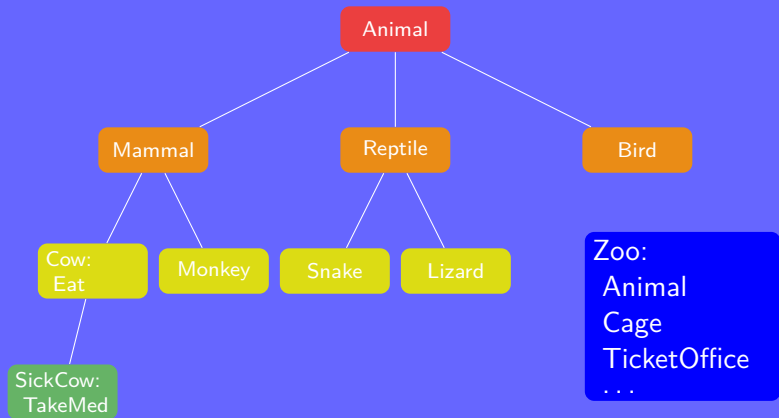 Animal
Mammal
Reptile
Bird
Cow:
Eat
Monkey
Snake
Lizard
SickCow:
TakeMed
Zoo:
Animal
Cage
TicketOffice
...